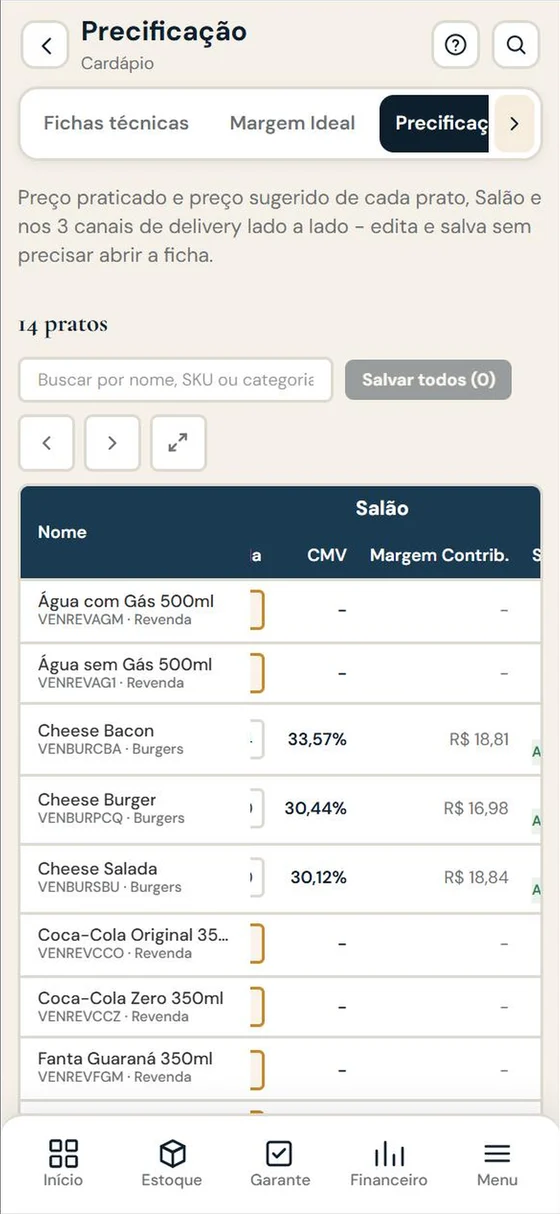 Precificação
Cardápio
Fichas técnicas Margem Ideal Precificaç
Preço praticado e preço sugerido de cada prato, Salão e
nos 3 canais de delivery lado a lado - edita e salva sem
precisar abrir a ficha.
14 pratos
Buscar por nome, SKU ou categoria Salvar todos (0)
Salão
Nome
a CMV Margem Contrib. S
Água com Gás 500ml
VENREVAGM · Revenda
- -
Água sem Gás 500ml
VENREVAG1 · Revenda
- -
Cheese Bacon
VENBURCBA · Burgers
33,57% R$ 18,81 A
Cheese Burger
VENBURPCQ · Burgers
30,44% R$ 16,98 A
Cheese Salada
VENBURSBU · Burgers
30,12% R$ 18,84 A
Coca-Cola Original 35...
VENREVCCO · Revenda
- -
Coca-Cola Zero 350ml
VENREVCCZ · Revenda
- -
Fanta Guaraná 350ml
VENREVFGM · Revenda
- -
Início Estoque Garante Financeiro Menu